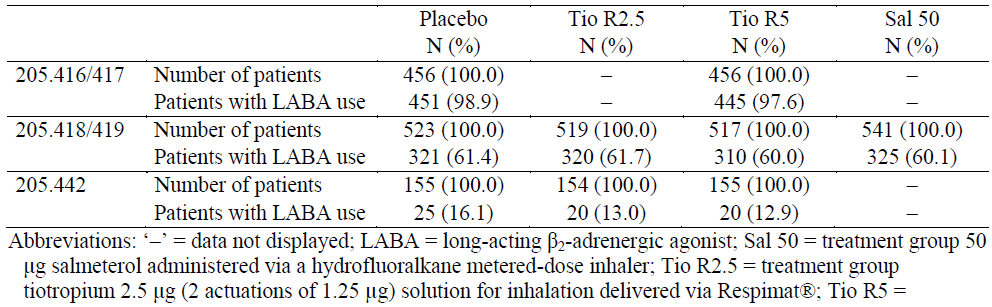 Placebo Tio R2.5 Tio R5 Sal 50
N (%) N (%) N (%) N (%)
205.416/417 Number of patients 456 (100.0) – 456 (100.0) –
Patients with LABA use 451 (98.9) – 445 (97.6) –
205.418/419 Number of patients 523 (100.0) 519 (100.0) 517 (100.0) 541 (100.0)
Patients with LABA use 321 (61.4) 320 (61.7) 310 (60.0) 325 (60.1)
205.442 Number of patients 155 (100.0) 154 (100.0) 155 (100.0) –
Patients with LABA use 25 (16.1) 20 (13.0) 20 (12.9) –
Abbreviations: ‘–’ = data not displayed; LABA = long-acting β2-adrenergic agonist; Sal 50 = treatment group 50
µg salmeterol administered via a hydrofluoralkane metered-dose inhaler; Tio R2.5 = treatment group
tiotropium 2.5 µg (2 actuations of 1.25 µg) solution for inhalation delivered via Respimat®; Tio R5 =